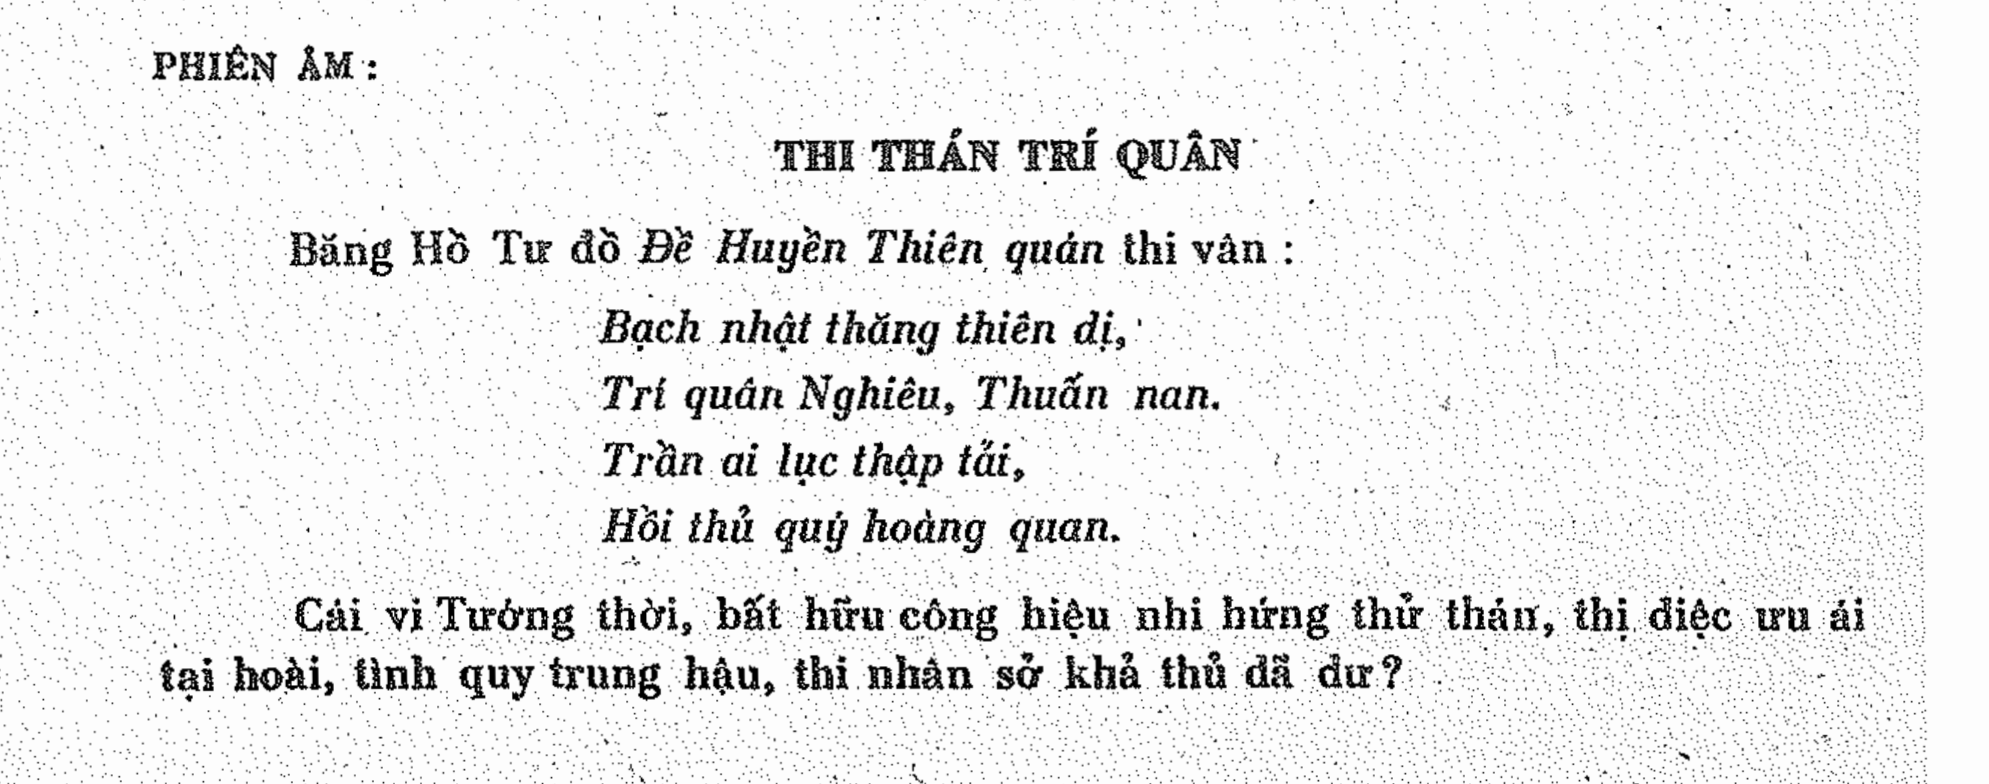 PHIÊN ÂM :
THI THÁN TRÍ QUÂN
Băng Hồ Tư đồ Đề Huyền Thiên quán thi vân :
Bạch nhật thăng thiên dị,
Trí quân Nghiêu, Thuấn nan.
Trần ai lục thập tải,
Hồi thủ quý hoàng quan.
Cái vi Tướng thời, bất hữu công hiệu nhi hứng thử thán, thị diệc ưu ái
tại hoài, tình quy trung hậu, thi nhân sở khả thủ dã dư ?